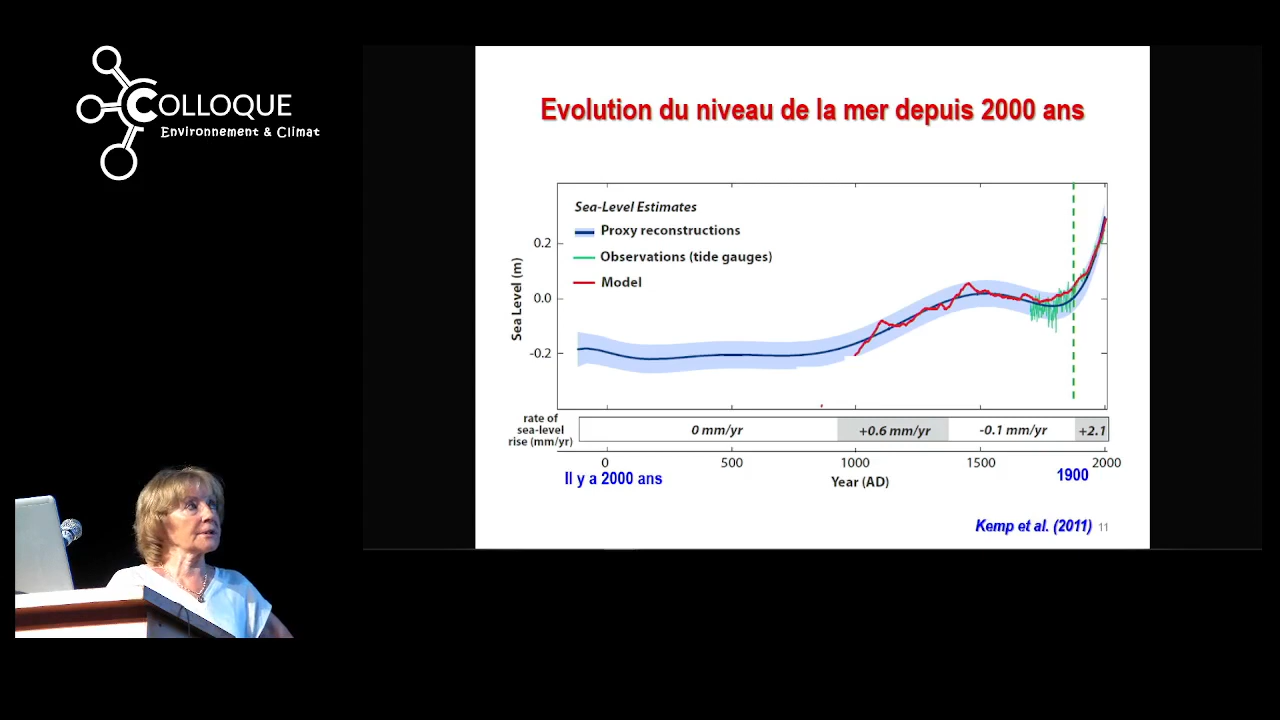 COLLOQUE
Environnement & Climat
Evolution du niveau de la mer depuis 2000 ans
Sea-Level Estimates
Proxy reconstructions
Observations (tide gauges)
Model
Sea Level (m)
0.2
0.0
-0.2
rate of
sea-level
rise (mm/yr)
0 mm/yr
+0.6 mm/yr
-0.1 mm/yr
+2.1
0
500
1000
1500
2000
Il y a 2000 ans
Year (AD)
1900
Kemp et al. (2011)
11